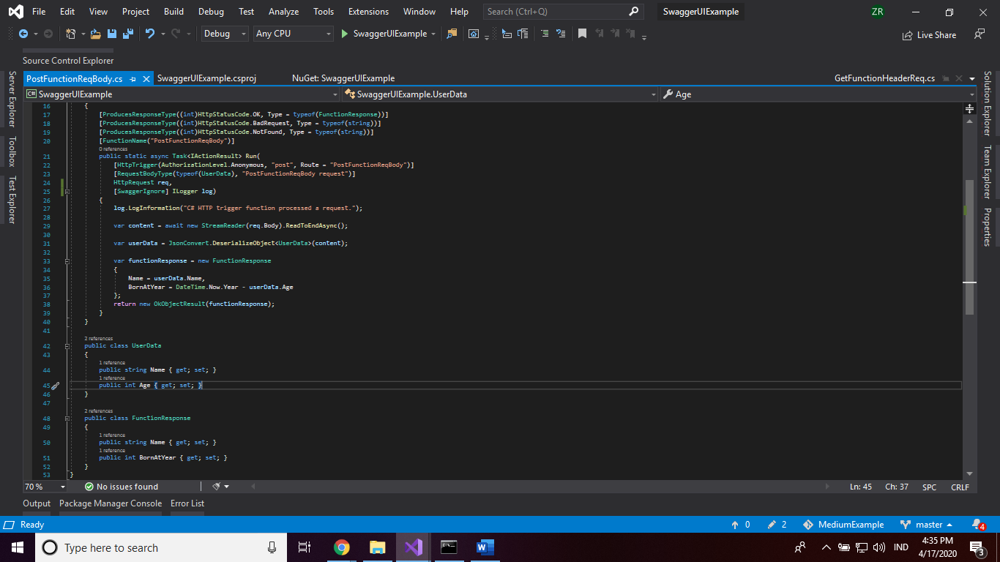 File Edit View Project Build Debug Test Analyze Tools Extensions Window Help Search (Ctrl+Q) SwaggerUIExample ZR
Debug Any CPU SwaggerUIExample Live Share
Source Control Explorer
PostFunctionReqBody.cs SwaggerUIExample.csproj NuGet: SwaggerUIExample GetFunctionHeaderReq.cs
C# SwaggerUIExample SwaggerUIExample.UserData Age
Server Explorer
Toolbox
Test Explorer
16 {
17 [ProducesResponseType((int)HttpStatusCode.OK, Type = typeof(FunctionResponse))]
18 [ProducesResponseType((int)HttpStatusCode.BadRequest, Type = typeof(string))]
19 [ProducesResponseType((int)HttpStatusCode.NotFound, Type = typeof(string))]
20 [FunctionName("PostFunctionReqBody")]
0 references
21 public static async Task<IActionResult> Run(
22 [HttpTrigger(AuthorizationLevel.Anonymous, "post", Route = "PostFunctionReqBody")]
23 [RequestBodyType(typeof(UserData), "PostFunctionReqBody request")]
24 HttpRequest req,
25 [SwaggerIgnore] ILogger log)
26 {
27 log.LogInformation("C# HTTP trigger function processed a request.");
28
29 var content = await new StreamReader(req.Body).ReadToEndAsync();
30
31 var userData = JsonConvert.DeserializeObject<UserData>(content);
32
33 var functionResponse = new FunctionResponse
34 {
35 Name = userData.Name,
36 BornAtYear = DateTime.Now.Year - userData.Age
37 };
38 return new OkObjectResult(functionResponse);
39 }
40 }
41
2 references
42 public class UserData
43 {
1 reference
44 public string Name { get; set; }
1 reference
45 public int Age { get; set; }
46 }
47
2 references
48 public class FunctionResponse
49 {
1 reference
50 public string Name { get; set; }
1 reference
51 public int BornAtYear { get; set; }
52 }
53 }
Solution Explorer
Team Explorer
Properties
70 % No issues found Ln: 45 Ch: 37 SPC CRLF
Output Package Manager Console Error List
Ready 0 2 MediumExample master 4
Type here to search IND 4:35 PM 3
4/17/2020